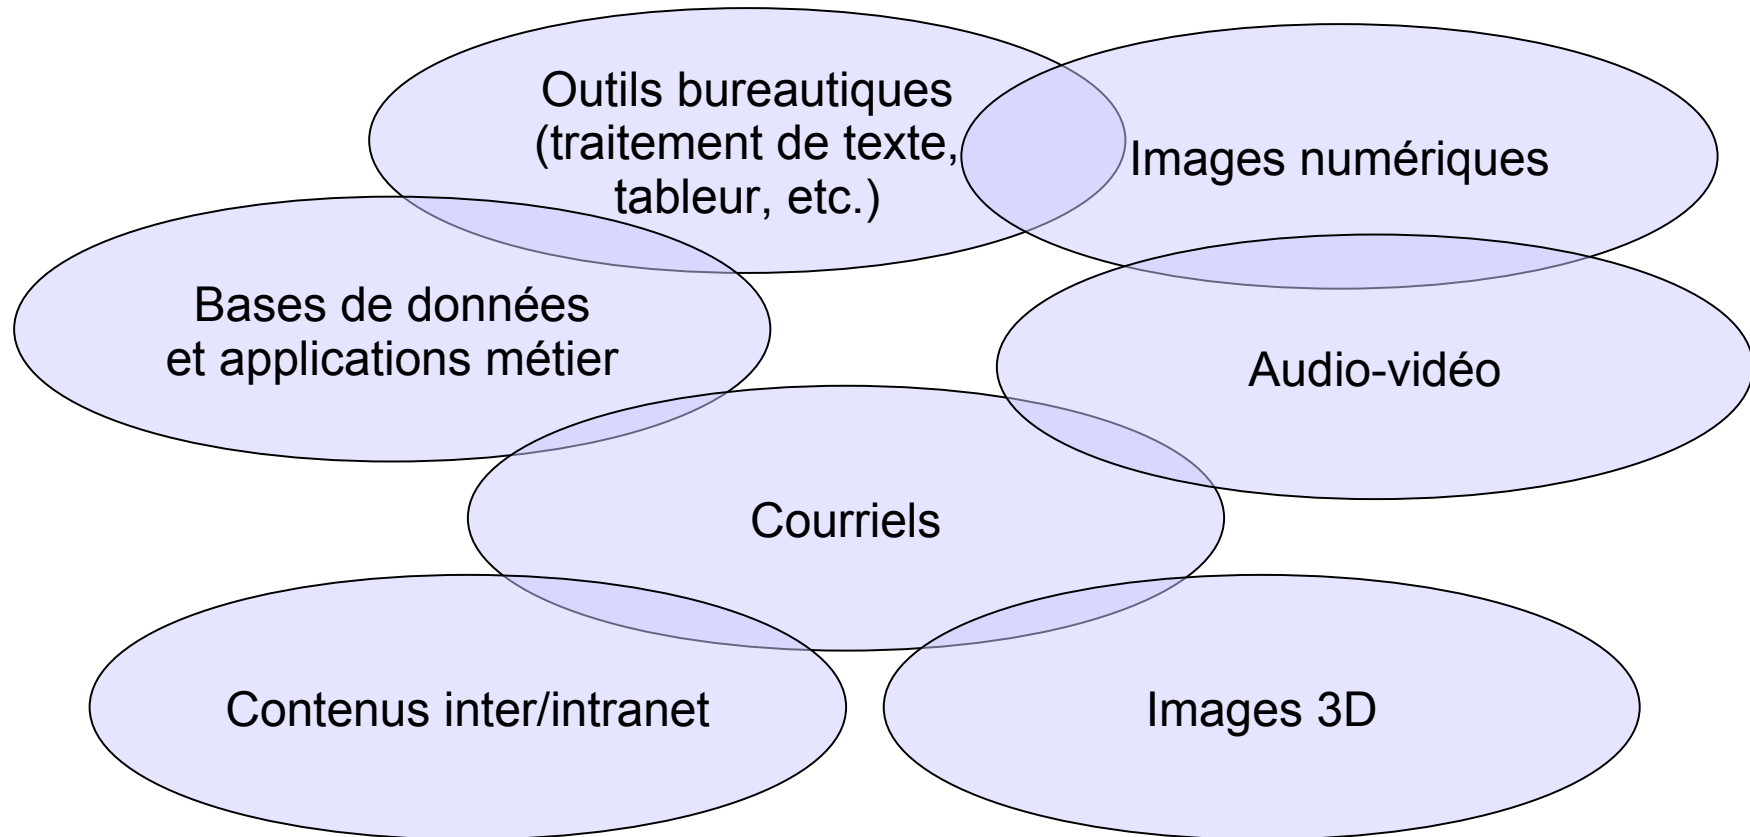 Outils bureautiques
(traitement de texte,
tableur, etc.)
Images numériques
Bases de données
et applications métier
Audio-vidéo
Courriels
Contenus inter/intranet
Images 3D